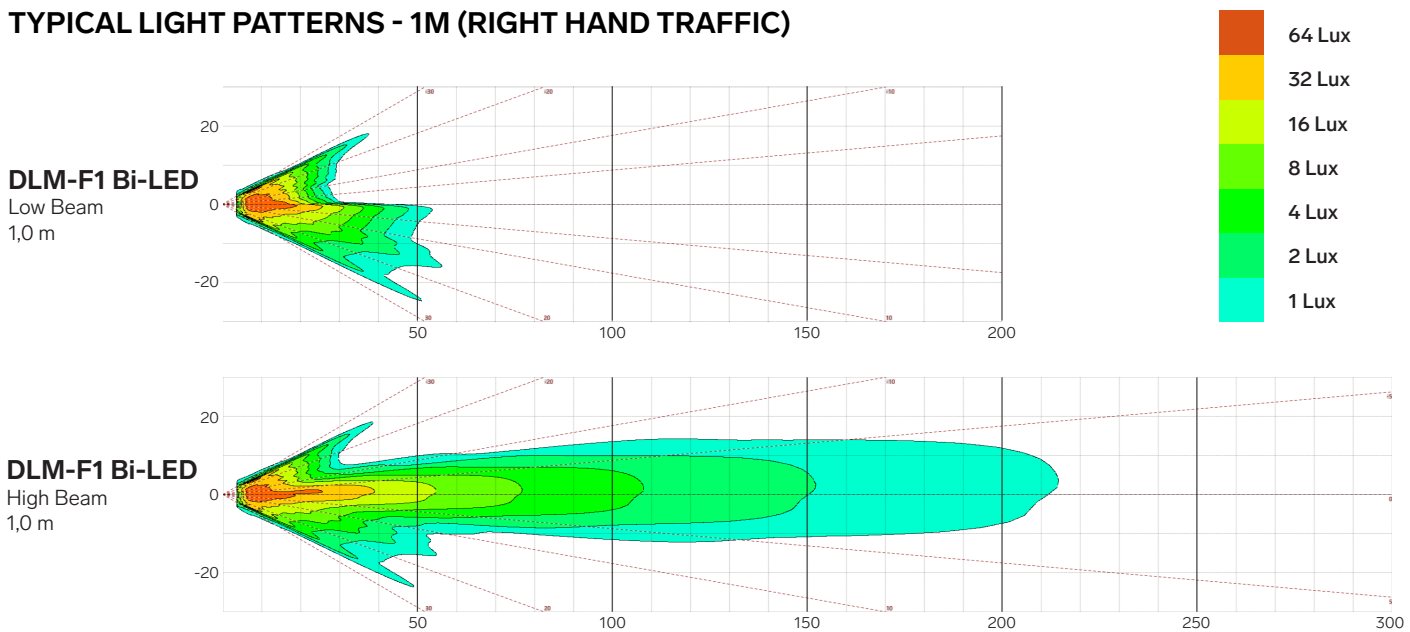 TYPICAL LIGHT PATTERNS - 1M (RIGHT HAND TRAFFIC)
64 Lux
32 Lux
16 Lux
8 Lux
4 Lux
2 Lux
1 Lux
DLM-F1 Bi-LED
Low Beam
1,0 m
20
0
-20
50
100
150
200
DLM-F1 Bi-LED
High Beam
1,0 m
20
0
-20
50
100
150
200
250
300